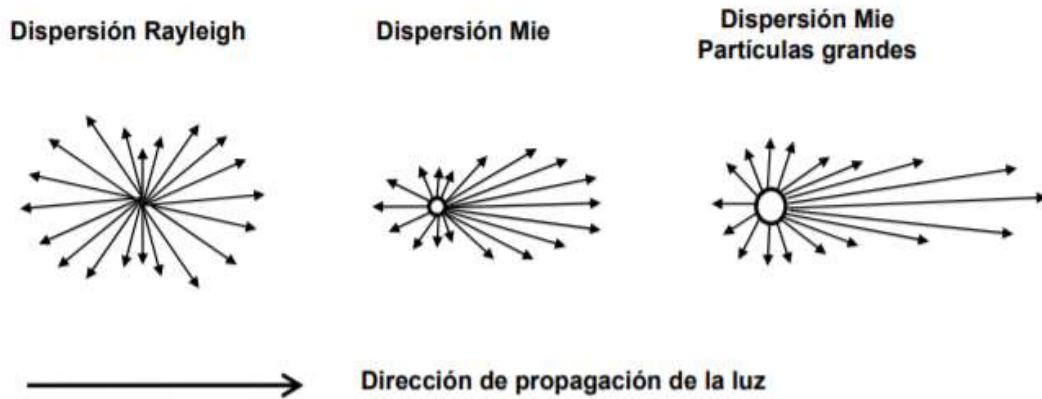 Dispersión Rayleigh
Dispersión Mie
Dispersión Mie
Partículas grandes
Dirección de propagación de la luz